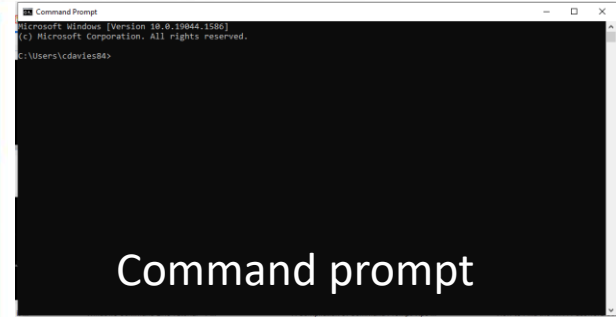 Command Prompt
Microsoft Windows [Version 10.0.19044.1586]
(c) Microsoft Corporation. All rights reserved.
C:\Users\cdavies84>
Command prompt